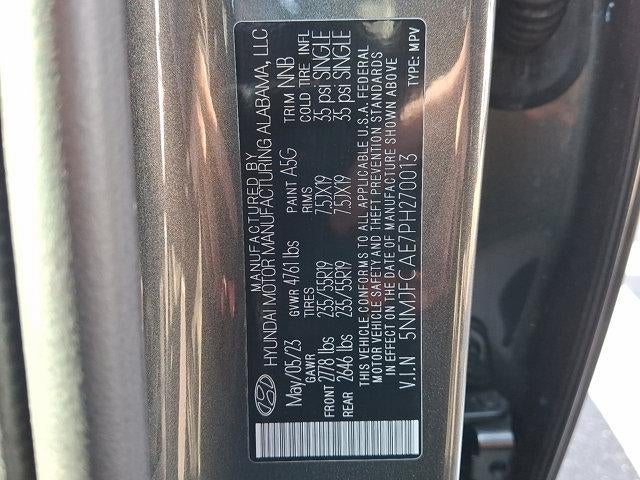 MANUFACTURED BY
HYUNDAI MOTOR MANUFACTURING ALABAMA, LLC
May/05/23 GVWR 4761 lbs PAINT A5G TRIM NNB
GAWR TIRES RIMS COLD TIRE INFL
FRONT 2778 lbs 235/55R19 7.5JX19 35 psi SINGLE
REAR 2646 lbs 235/55R19 7.5JX19 35 psi SINGLE
THIS VEHICLE CONFORMS TO ALL APPLICABLE U.S.A. FEDERAL
MOTOR VEHICLE SAFETY AND THEFT PREVENTION STANDARDS
IN EFFECT ON THE DATE OF MANUFACTURE SHOWN ABOVE
V.I.N 5NMJFCAE7PH270013 TYPE: MPV